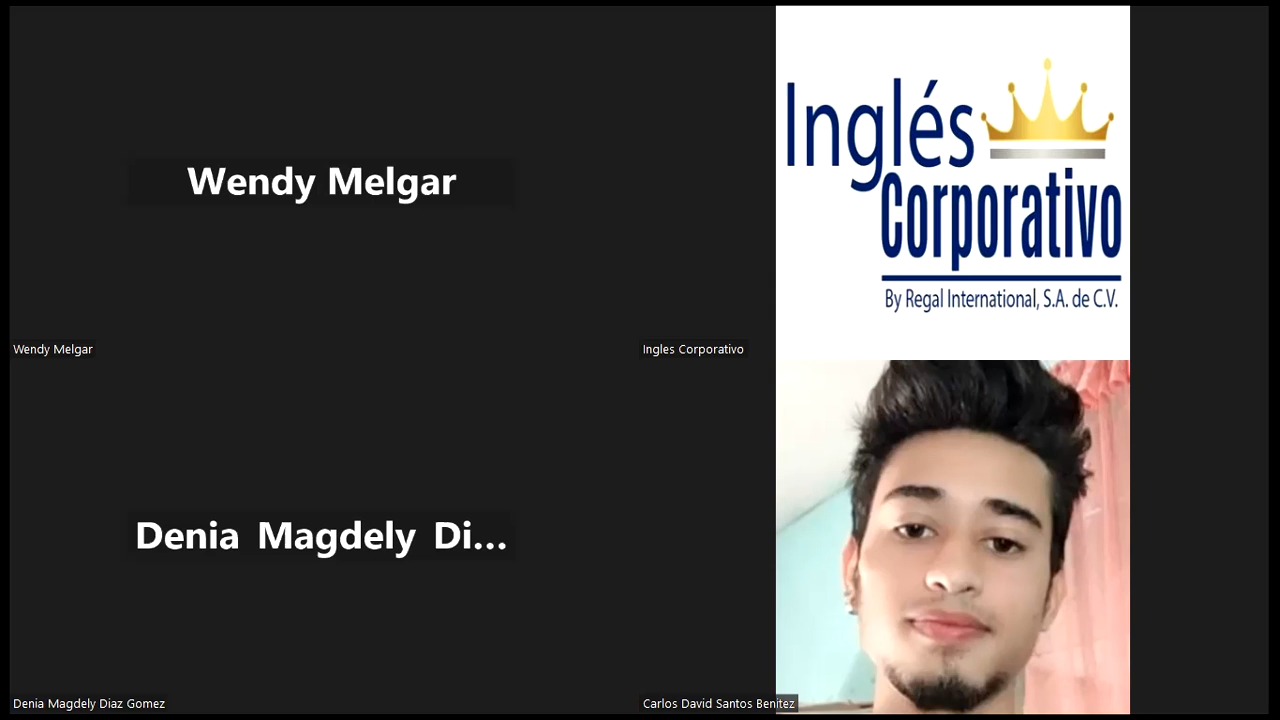 Wendy Melgar
Inglés
Corporativo
By Regal International, S.A. de C.V.
Wendy Melgar
Ingles Corporativo
Denia Magdely Di...
Denia Magdely Diaz Gomez
Carlos David Santos Benitez